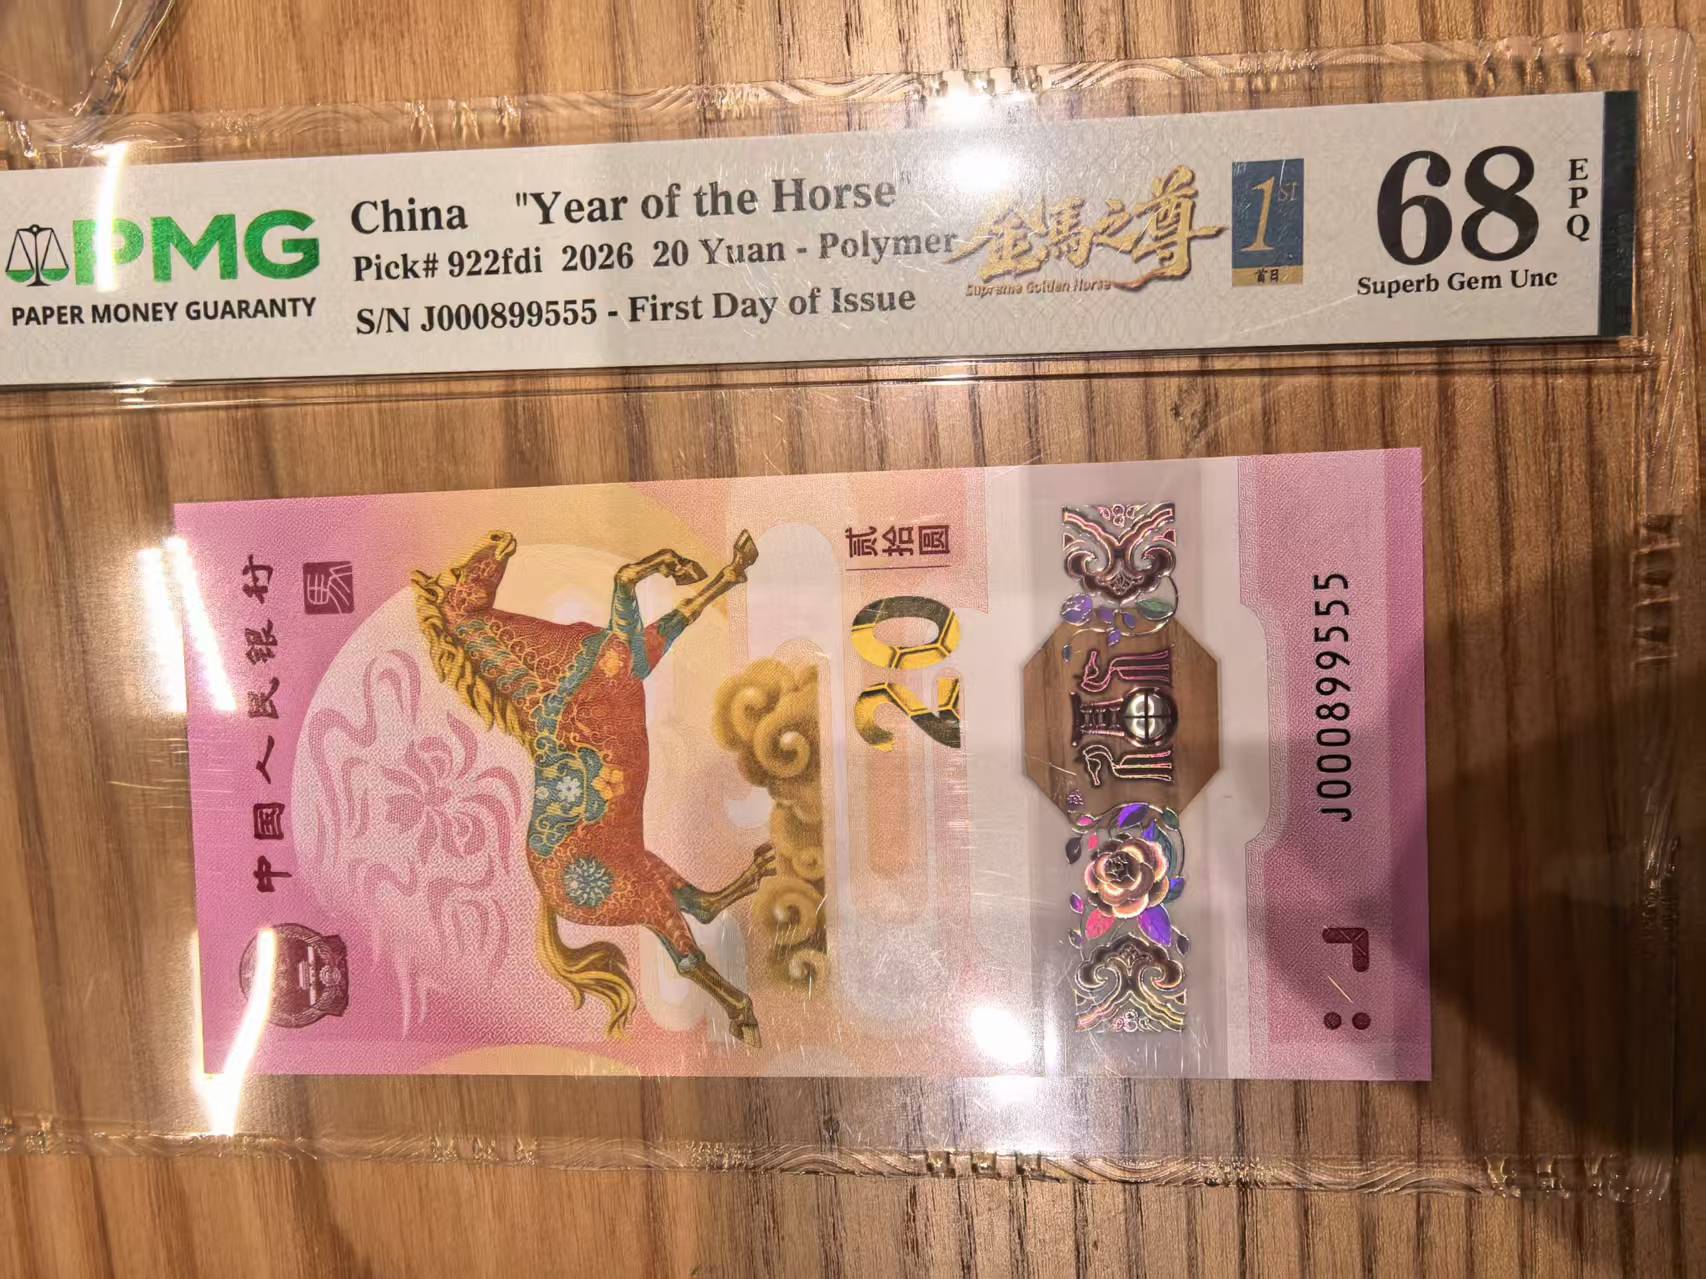 PMG
PAPER MONEY GUARANTY
China "Year of the Horse"
Pick# 922fdi 2026 20 Yuan - Polymer
S/N J000899555 - First Day of Issue
金馬之尊
Supreme Golden Horse
1ST
首日
68
EPQ
Superb Gem Unc
中国人民银行
馬
贰拾圆
20
J000899555